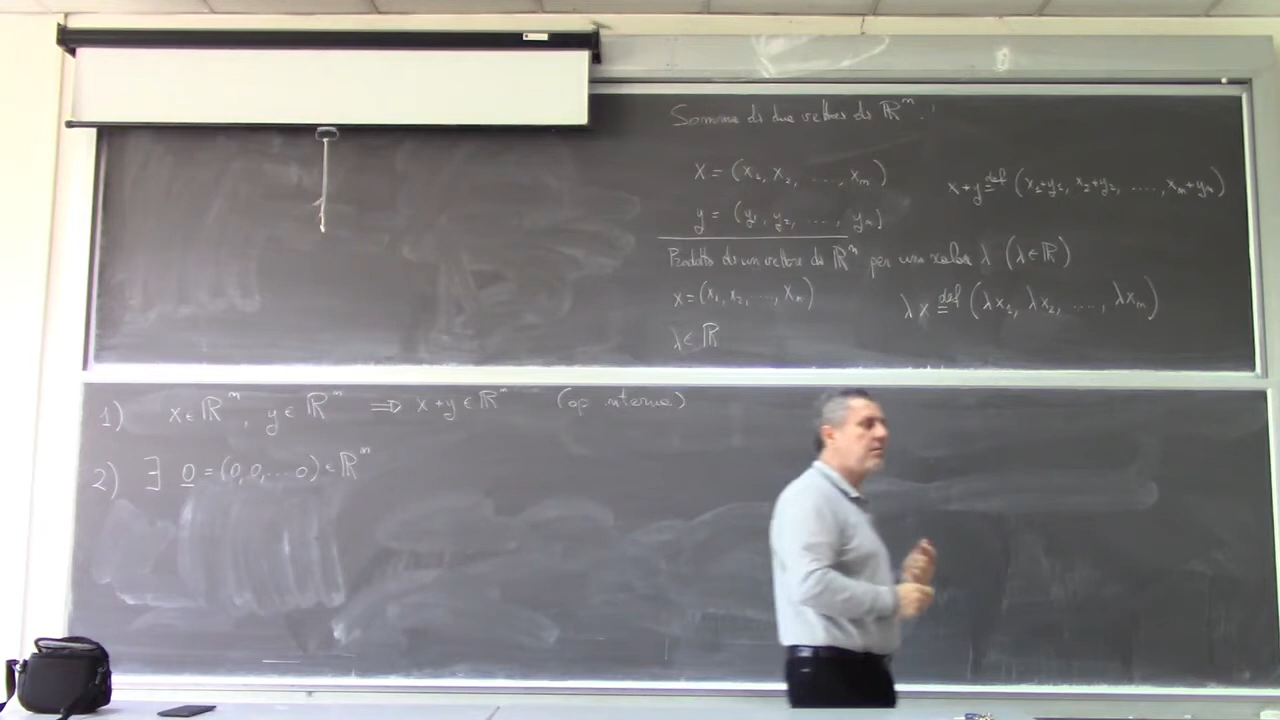 Somma di due vettori di ℝⁿ :
x = (x₁, x₂, ...., xₙ)
y = (y₁, y₂, ...., yₙ)
x+y =def (x₁+y₁, x₂+y₂, ...., xₙ+yₙ)
Prodotto di un vettore di ℝⁿ per uno scalare λ (λ∈ℝ)
x = (x₁, x₂, ..., xₙ)
λ∈ℝ
λx =def (λx₁, λx₂, ...., λxₙ)
1) x∈ℝⁿ, y∈ℝⁿ ⟹ x+y∈ℝⁿ (op interna)
2) ∃ 0 = (0,0,...0)∈ℝⁿ